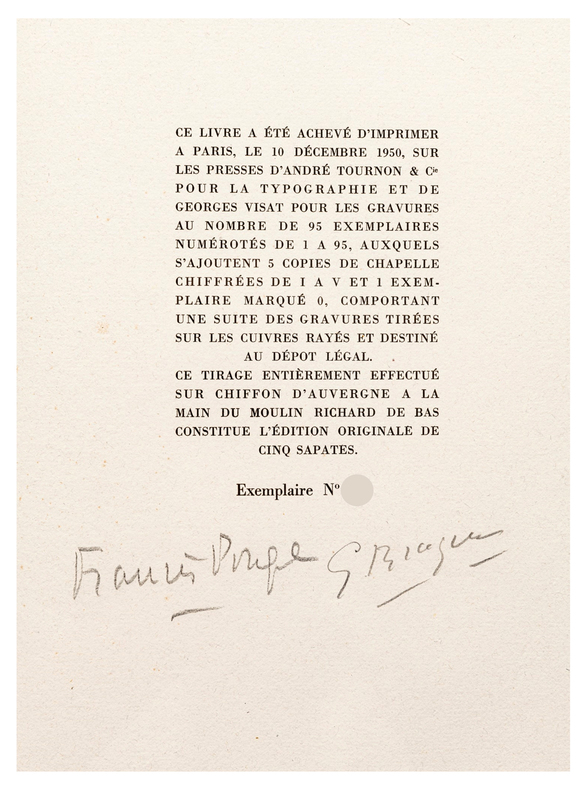 CE LIVRE A ÉTÉ ACHEVÉ D'IMPRIMER
A PARIS, LE 10 DÉCEMBRE 1950, SUR
LES PRESSES D'ANDRÉ TOURNON & Cie
POUR LA TYPOGRAPHIE ET DE
GEORGES VISAT POUR LES GRAVURES
AU NOMBRE DE 95 EXEMPLAIRES
NUMÉROTÉS DE 1 A 95, AUXQUELS
S'AJOUTENT 5 COPIES DE CHAPELLE
CHIFFRÉES DE I A V ET 1 EXEM-
PLAIRE MARQUÉ 0, COMPORTANT
UNE SUITE DES GRAVURES TIRÉES
SUR LES CUIVRES RAYÉS ET DESTINÉ
AU DÉPOT LÉGAL.
CE TIRAGE ENTIÈREMENT EFFECTUÉ
SUR CHIFFON D'AUVERGNE A LA
MAIN DU MOULIN RICHARD DE BAS
CONSTITUE L'ÉDITION ORIGINALE DE
CINQ SAPATES.
Exemplaire Nº
Francis Ponge G Braque